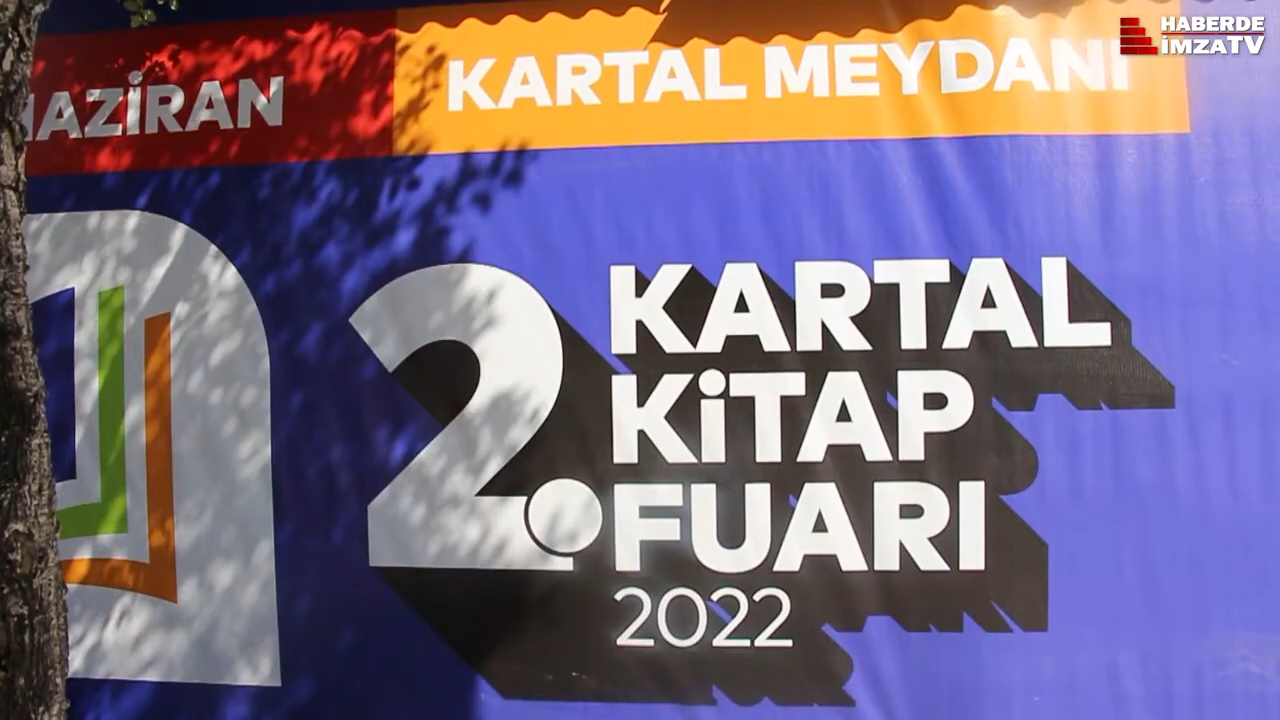 HAZİRAN
KARTAL MEYDANI
HABERDE
İMZATV
2.
KARTAL
KİTAP
FUARI
2022